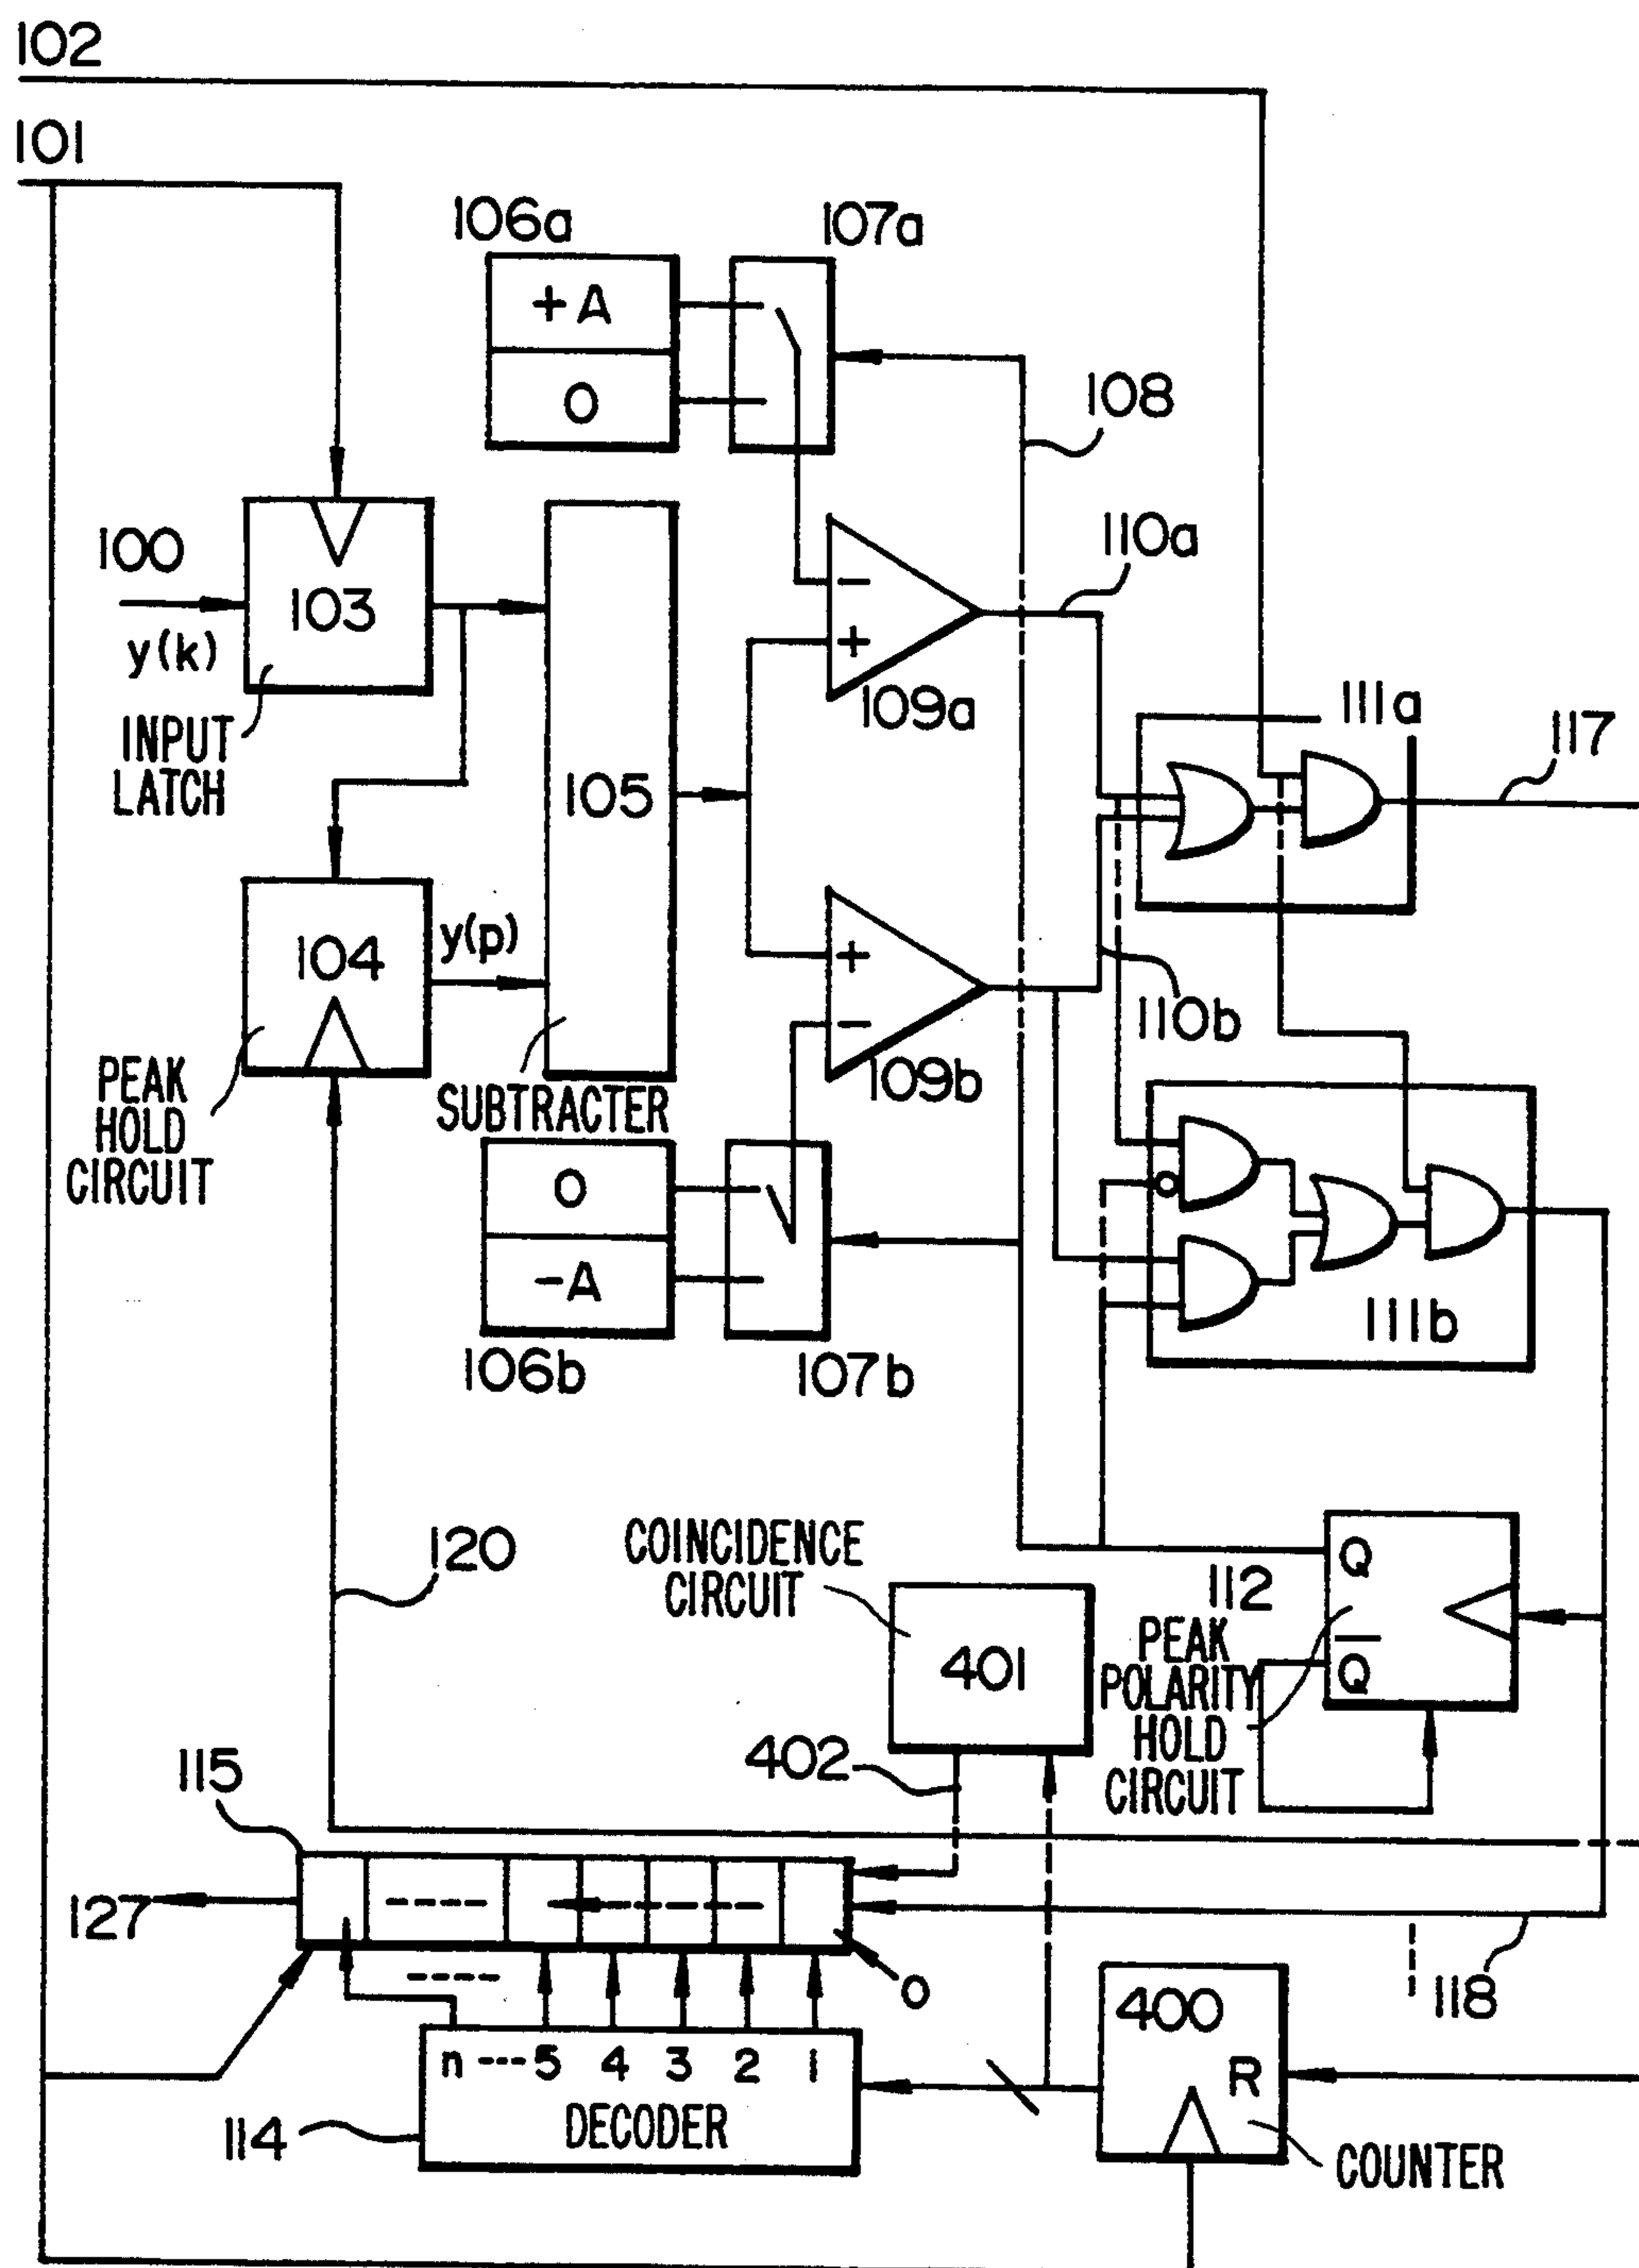 102
101
106a
107a
+A
0
108
100
110a
103
y(k)
INPUT
LATCH
−
+
109a
111a
117
105
104
y(p)
+
−
110b
109b
PEAK
HOLD
CIRCUIT
SUBTRACTER
0
-A
106b
107b
111b
120
COINCIDENCE
CIRCUIT
401
402
112
PEAK
POLARITY
HOLD
CIRCUIT
Q
Q̅
115
127
0
118
400
R
n ---5 4 3 2 1
DECODER
114
COUNTER